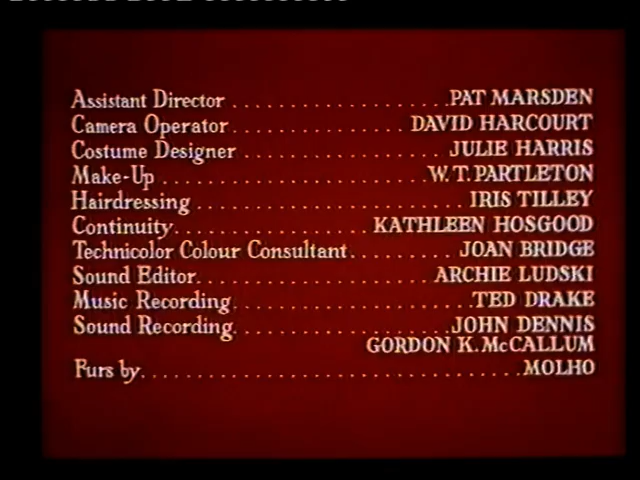 Assistant Director ..................... PAT MARSDEN
Camera Operator ................. DAVID HARCOURT
Costume Designer .................... JULIE HARRIS
Make-Up ........................... W. T. PARTLETON
Hairdressing ........................... IRIS TILLEY
Continuity ................... KATHLEEN HOSGOOD
Technicolor Colour Consultant .......... JOAN BRIDGE
Sound Editor ....................... ARCHIE LUDSKI
Music Recording ........................ TED DRAKE
Sound Recording ..................... JOHN DENNIS
GORDON K. McCALLUM
Furs by ................................... MOLHO